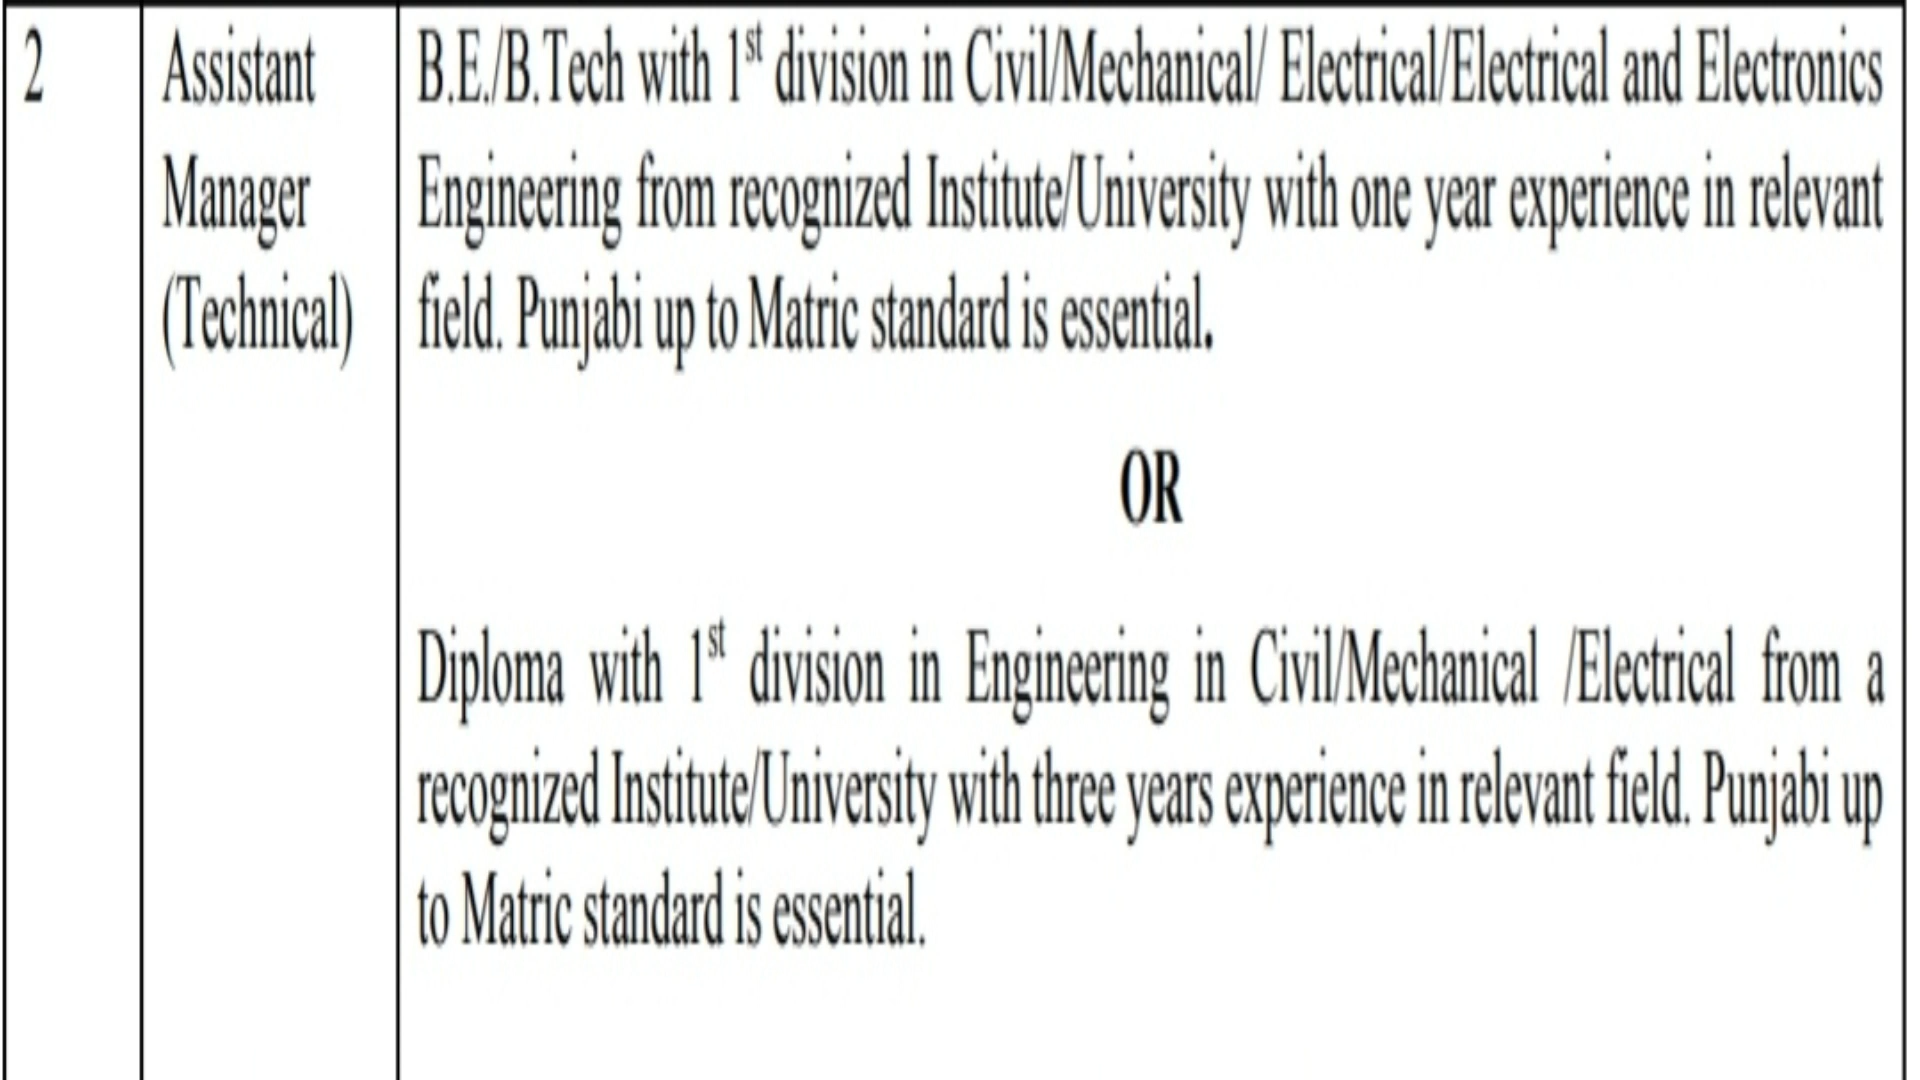 2
Assistant
Manager
(Technical)
B.E./B.Tech with 1st division in Civil/Mechanical/ Electrical/Electrical and Electronics
Engineering from recognized Institute/University with one year experience in relevant
field. Punjabi up to Matric standard is essential.
OR
Diploma with 1st division in Engineering in Civil/Mechanical /Electrical from a
recognized Institute/University with three years experience in relevant field. Punjabi up
to Matric standard is essential.